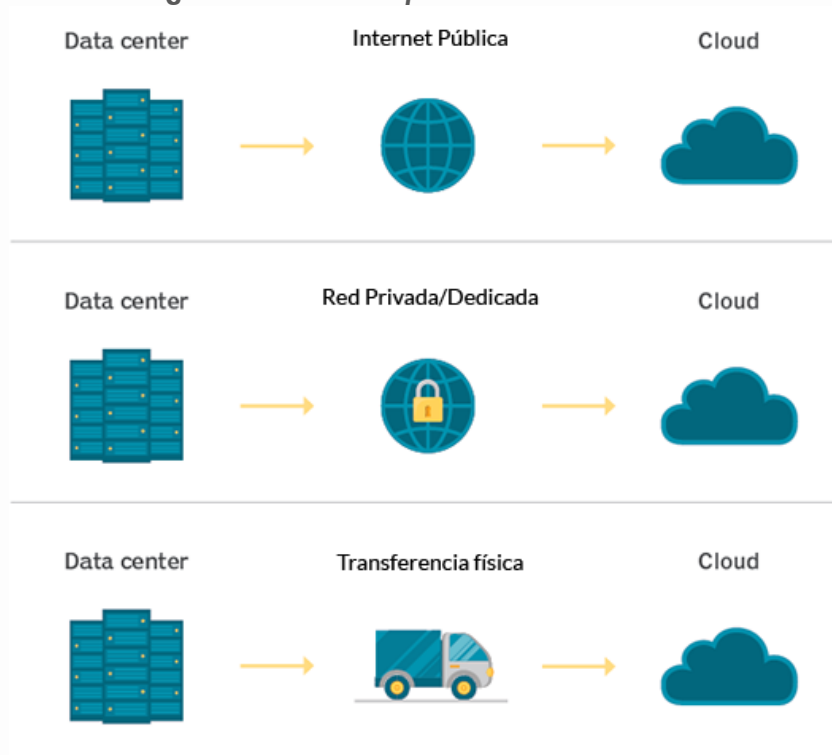 Data center
Internet Pública
Cloud
Data center
Red Privada/Dedicada
Cloud
Data center
Transferencia física
Cloud